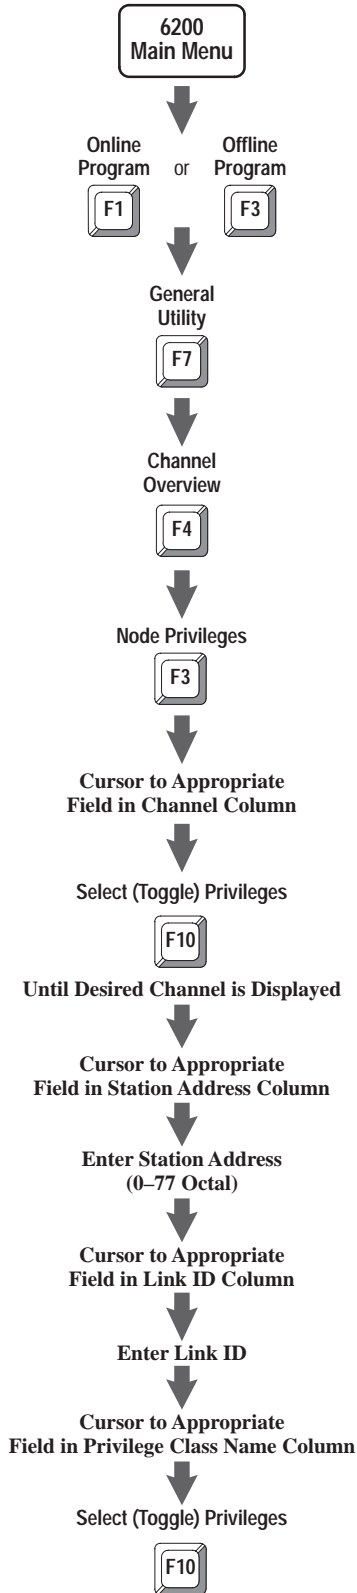 6200
Main Menu
Online
Program
or
Offline
Program
F1
F3
General
Utility
F7
Channel
Overview
F4
Node Privileges
F3
Cursor to Appropriate
Field in Channel Column
Select (Toggle) Privileges
F10
Until Desired Channel is Displayed
Cursor to Appropriate
Field in Station Address Column
Enter Station Address
(0–77 Octal)
Cursor to Appropriate
Field in Link ID Column
Enter Link ID
Cursor to Appropriate
Field in Privilege Class Name Column
Select (Toggle) Privileges
F10